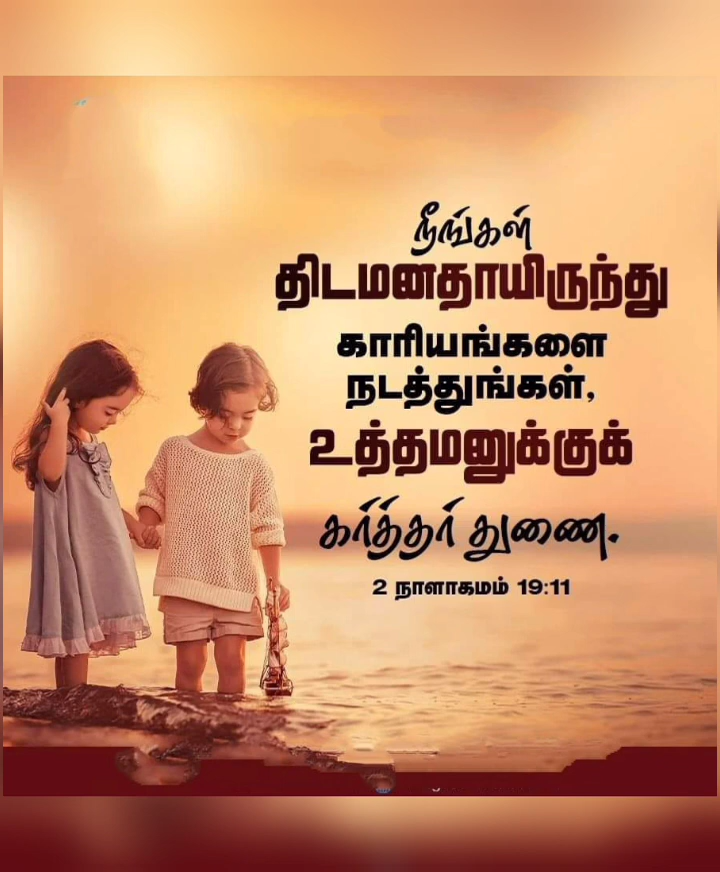 நீங்கள்
திடமனதாயிருந்து
காரியங்களை
நடத்துங்கள்,
உத்தமனுக்குக்
கர்த்தர் துணை.
2 நாளாகமம் 19:11